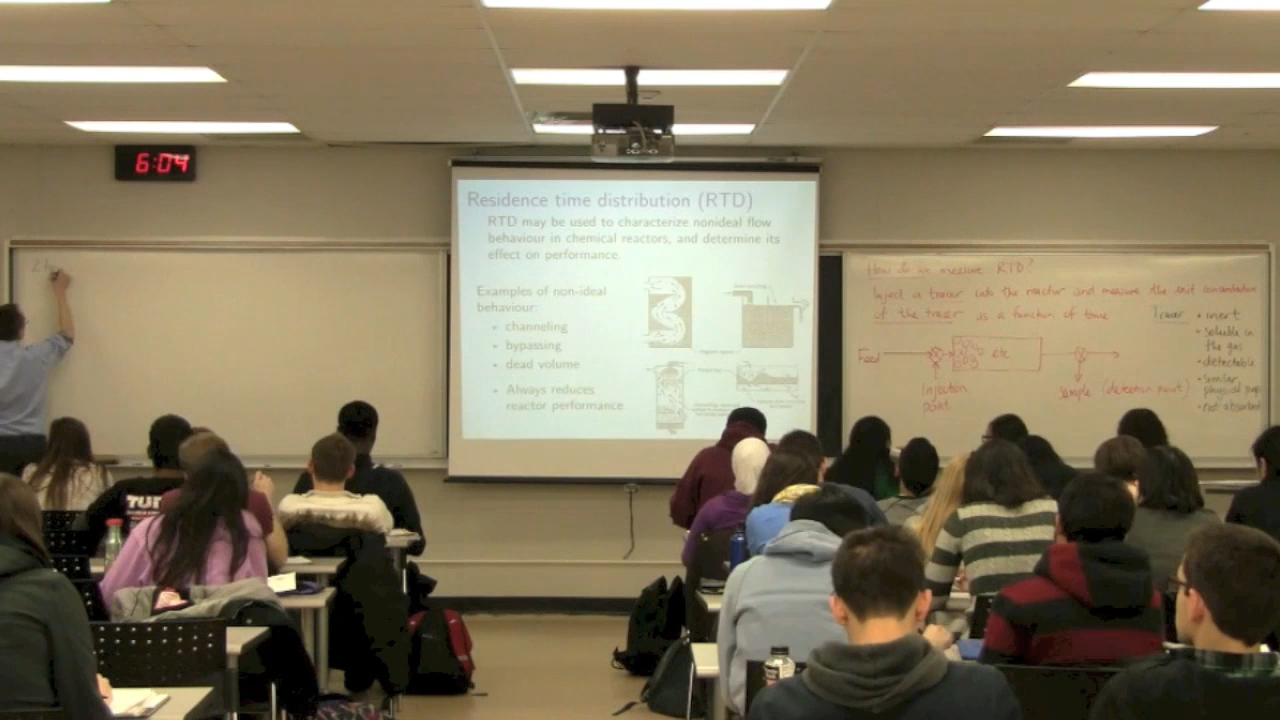 6:04
Residence time distribution (RTD)
RTD may be used to characterize nonideal flow
behaviour in chemical reactors, and determine its
effect on performance.
Examples of non-ideal
behaviour:
channeling
bypassing
dead volume
Always reduces
reactor performance
How do we measure RTD?
Inject a tracer into the reactor and measure the exit concentration
of the tracer as a function of time
Tracer • inert
• soluble in
the gas
• detectable
• similar
physical prop
• not absorbed
Feed
etc
Injection
point
sample (detection point)
TUF